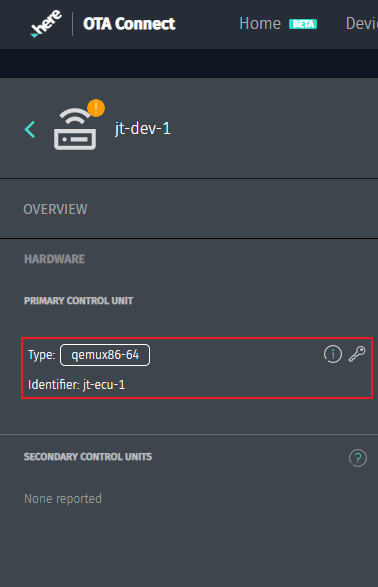 here OTA Connect Home BETA Devi
! jt-dev-1
OVERVIEW
HARDWARE
PRIMARY CONTROL UNIT
Type: qemux86-64 i
Identifier: jt-ecu-1
SECONDARY CONTROL UNITS ?
None reported